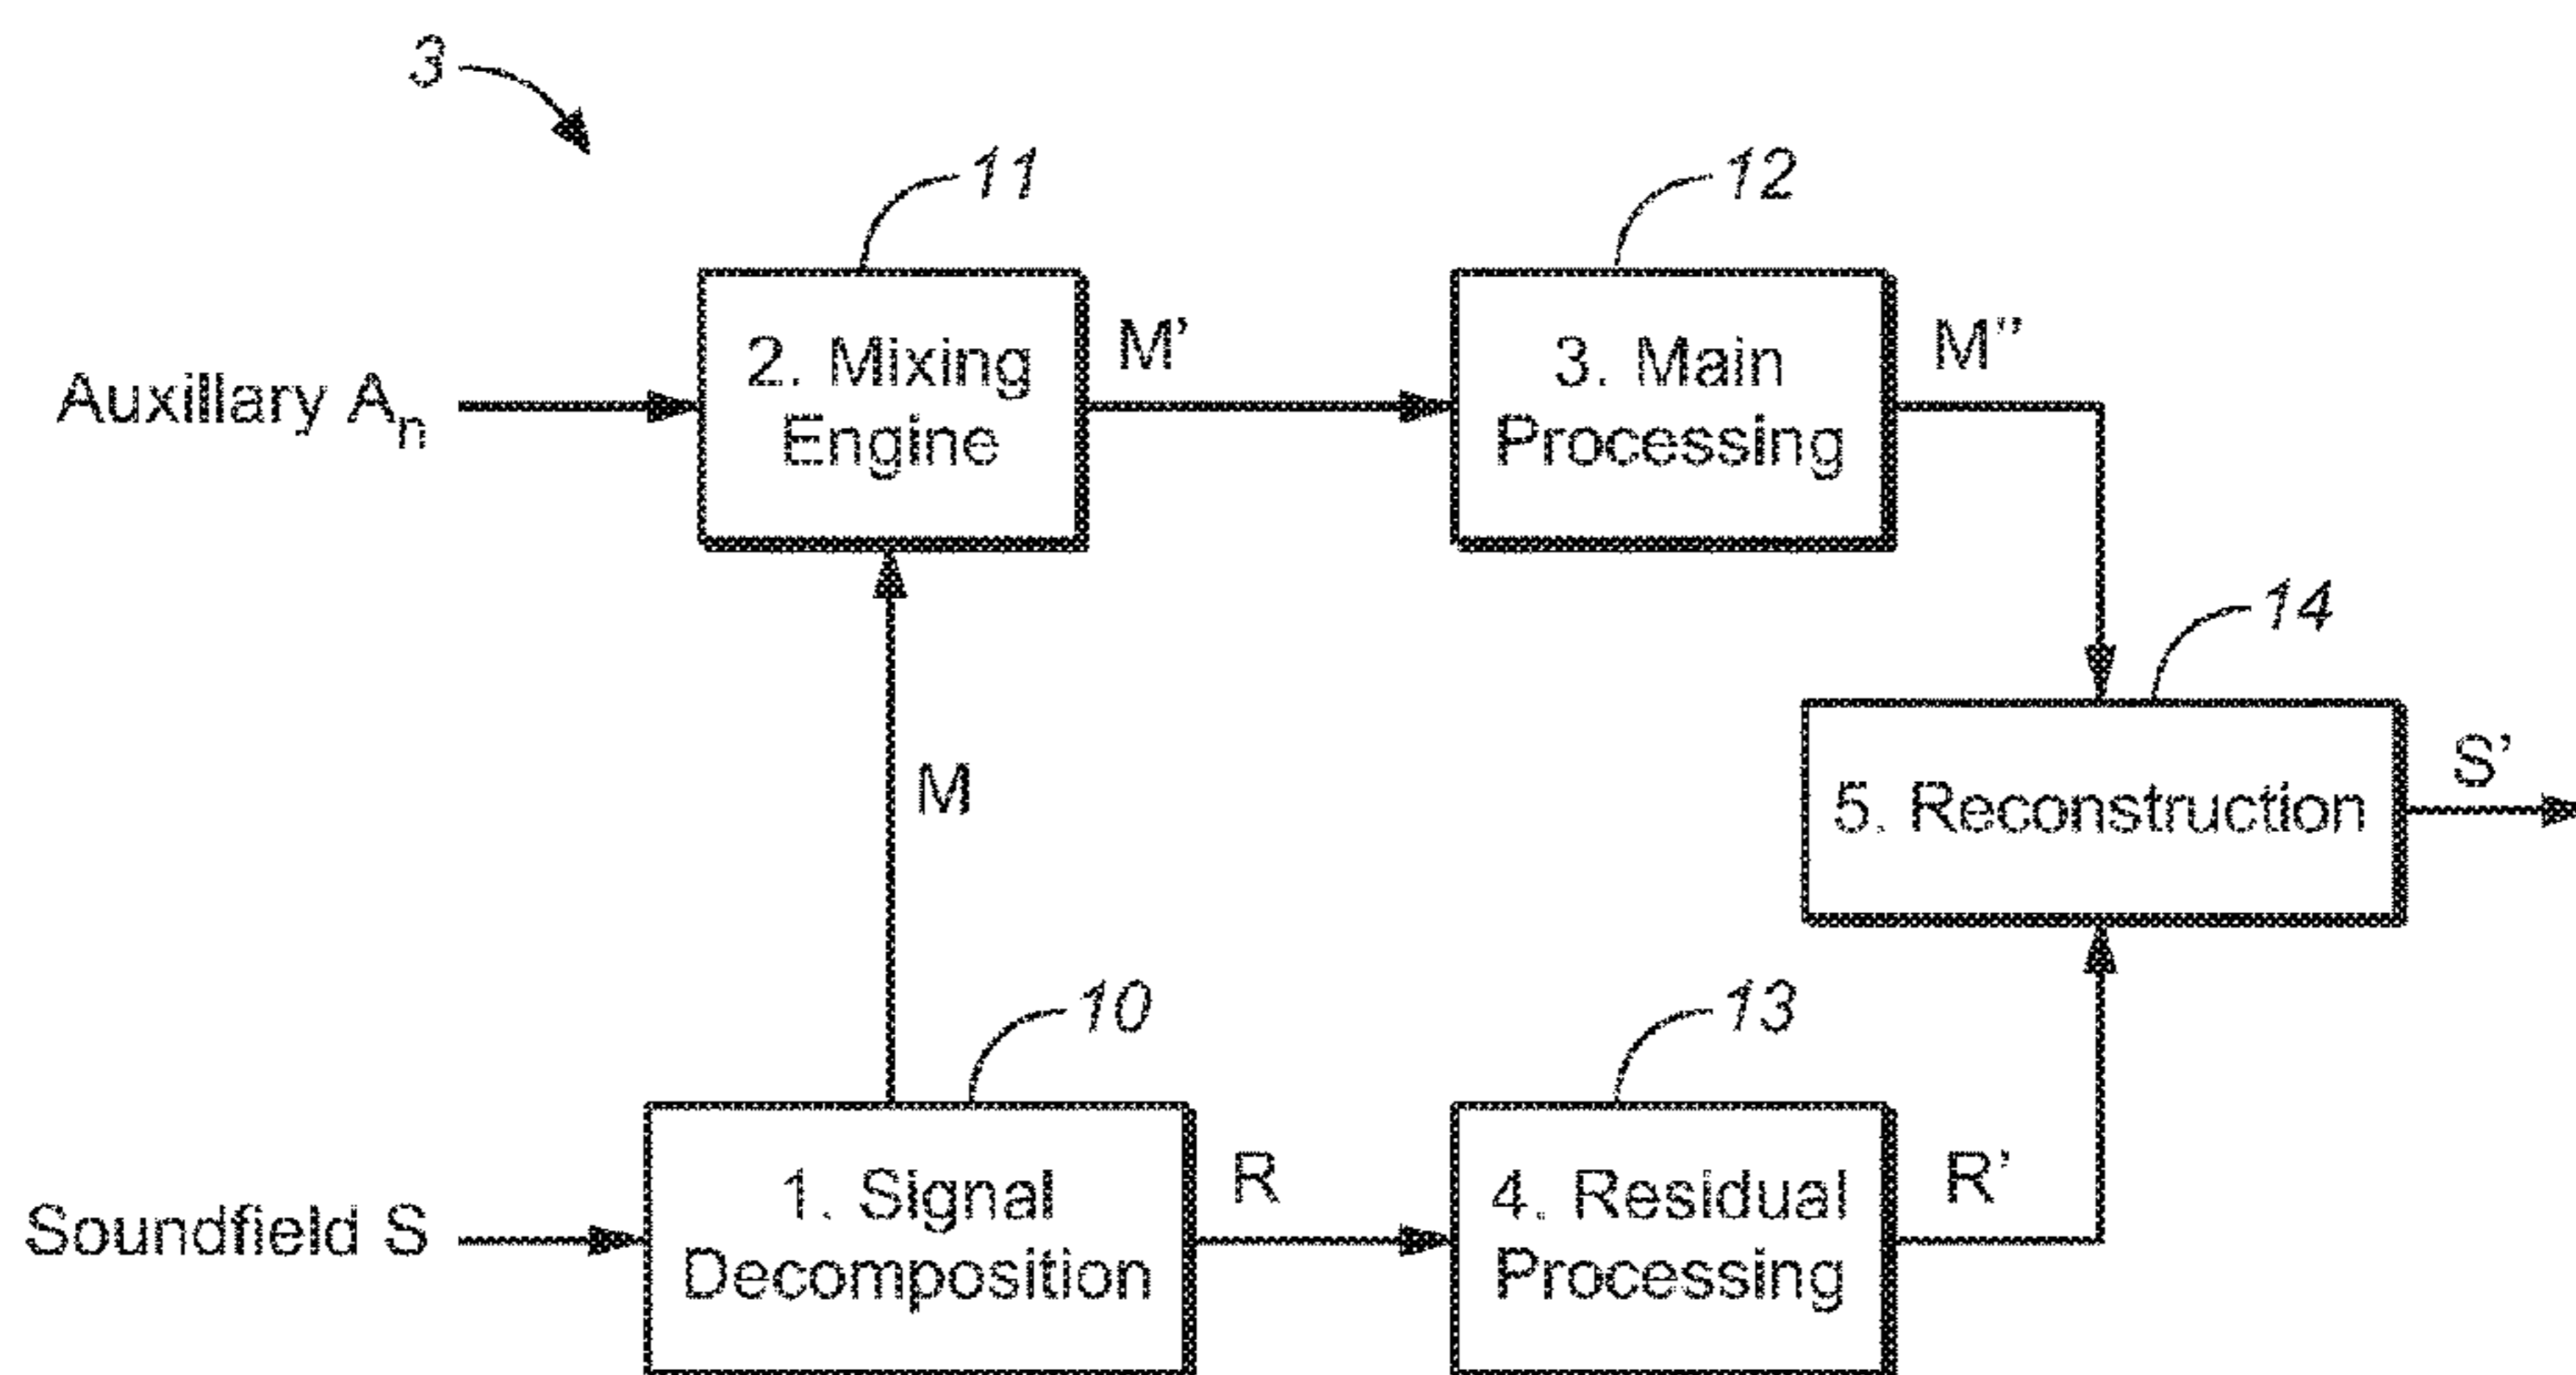 3
11
12
Auxillary An
2. Mixing
Engine
M'
3. Main
Processing
M''
14
M
5. Reconstruction
S'
10
13
Soundfield S
1. Signal
Decomposition
R
4. Residual
Processing
R'